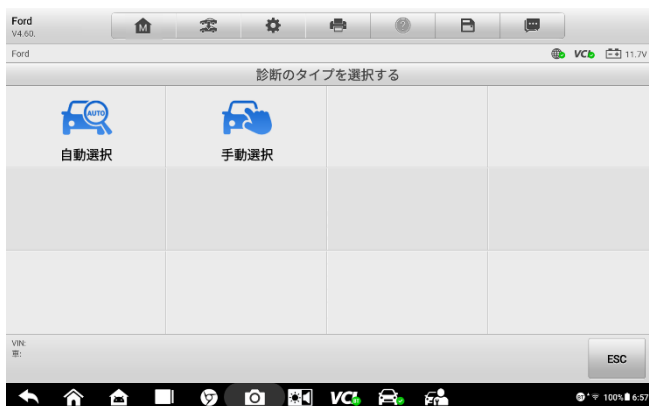 Ford
V4.60.
M
?
Ford
VCI 11.7V
診断のタイプを選択する
AUTO
自動選択
手動選択
VIN:
車:
ESC
VCI
100% 6:57